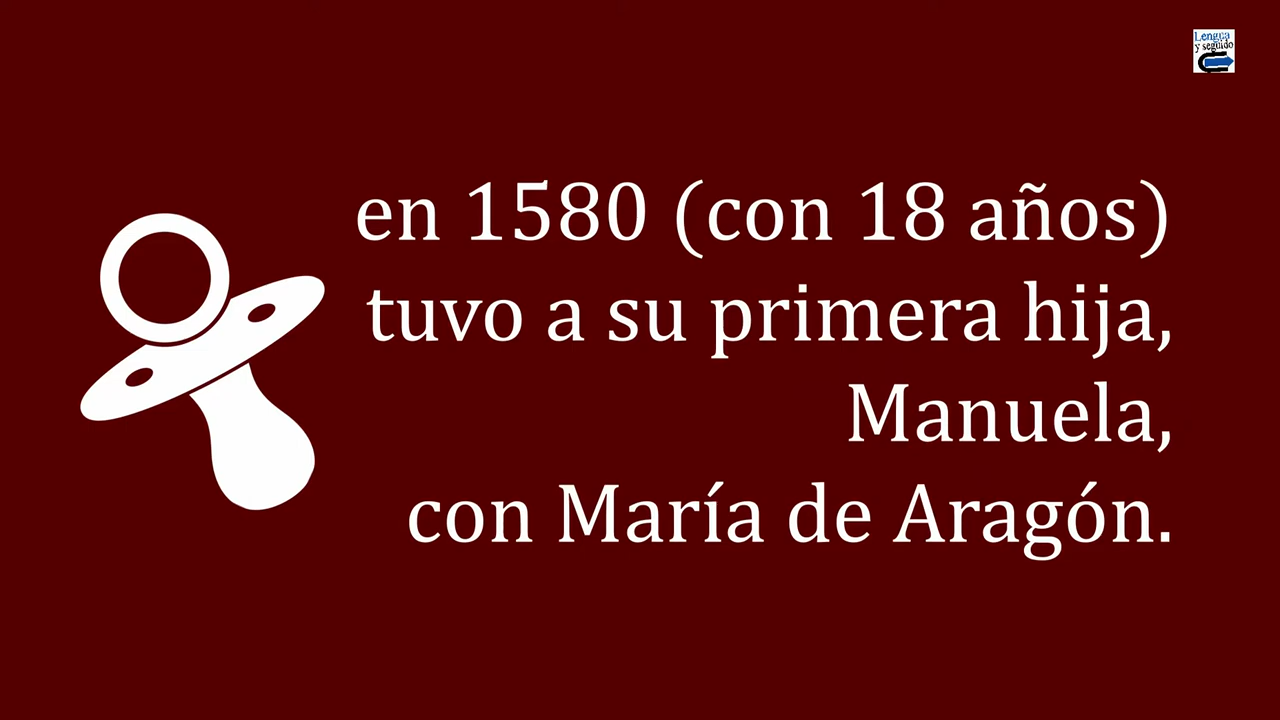 Lengua
y seguido
en 1580 (con 18 años)
tuvo a su primera hija,
Manuela,
con María de Aragón.